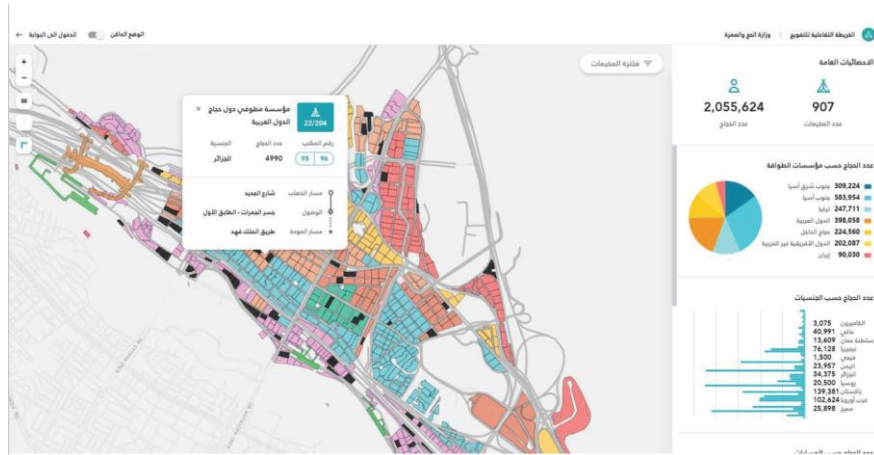 الخريطة التفاعلية للتفويج | وزارة الحج والعمرة
الوضع الداكن
الدخول الى البوابة
الاحصائيات العامة
907
عدد المخيمات
2,055,624
عدد الحجاج
عدد الحجاج حسب مؤسسات الطوافة
309,224 جنوب شرق آسيا
583,954 جنوب آسيا
247,711 تركيا
398,058 الدول العربية
224,560 حجاج الداخل
202,087 الدول الأفريقية غير العربية
90,030 إيران
عدد الحجاج حسب الجنسيات
الكاميرون 3,075
مالي 40,991
سلطنة عمان 13,609
نيجيريا 76,128
فيجي 1,500
اليمن 23,957
الجزائر 34,375
روسيا 20,500
باكستان 139,381
غرب أوروبا 102,624
مصر 25,898
فلترة المخيمات
22/204
مؤسسة مطوفي دول حجاج
الدول العربية
رقم المكتب
عدد الحجاج
الجنسية
95 96
4990
الجزائر
مسار الذهاب شارع الجديد
الوصول جسر الجمرات - الطابق الأول
مسار العودة طريق الملك فهد